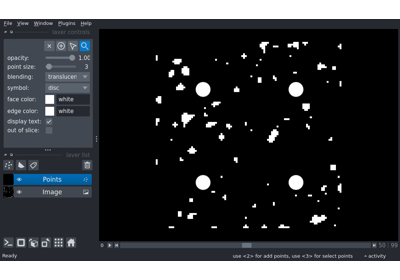 File View Window Plugins Help
layer controls
opacity: 1.00
point size: 3
blending: translucen
symbol: disc
face color: white
edge color: white
display text:
out of slice:
layer list
Points
Image
0 50 99
Ready use <2> for add points, use <3> for select points activity